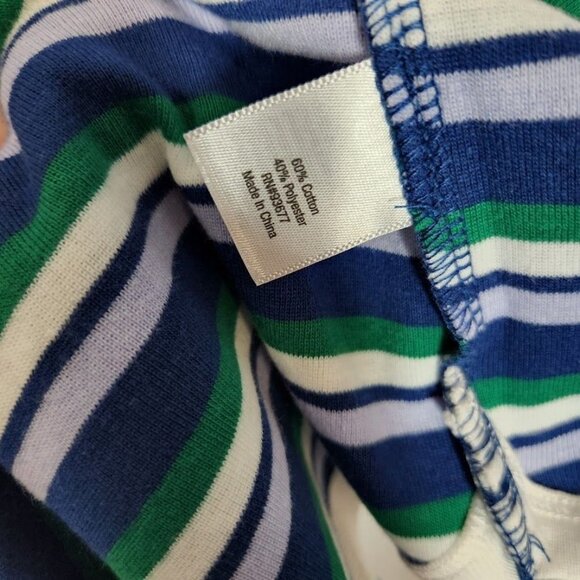 60% Cotton
40% Polyester
RN#93677
Made In China